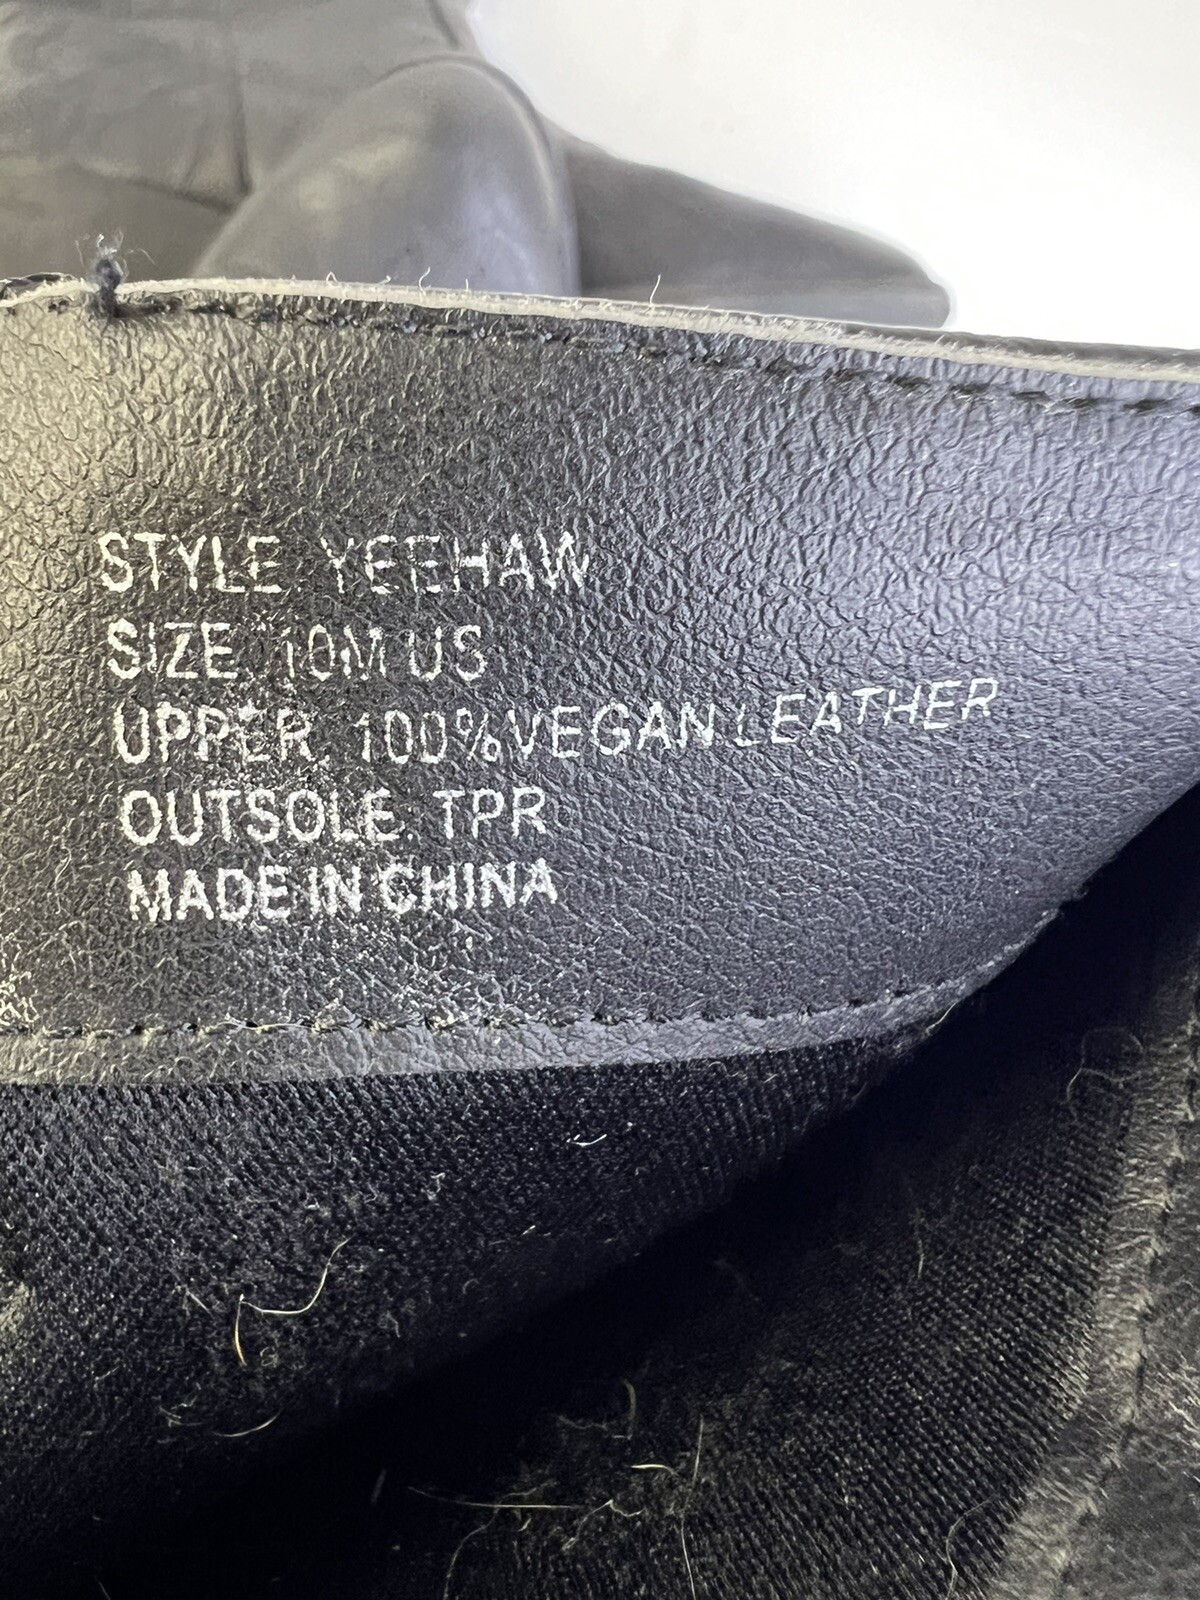 STYLE: YEEHAW
SIZE: 10M US
UPPER: 100% VEGAN LEATHER
OUTSOLE: TPR
MADE IN CHINA